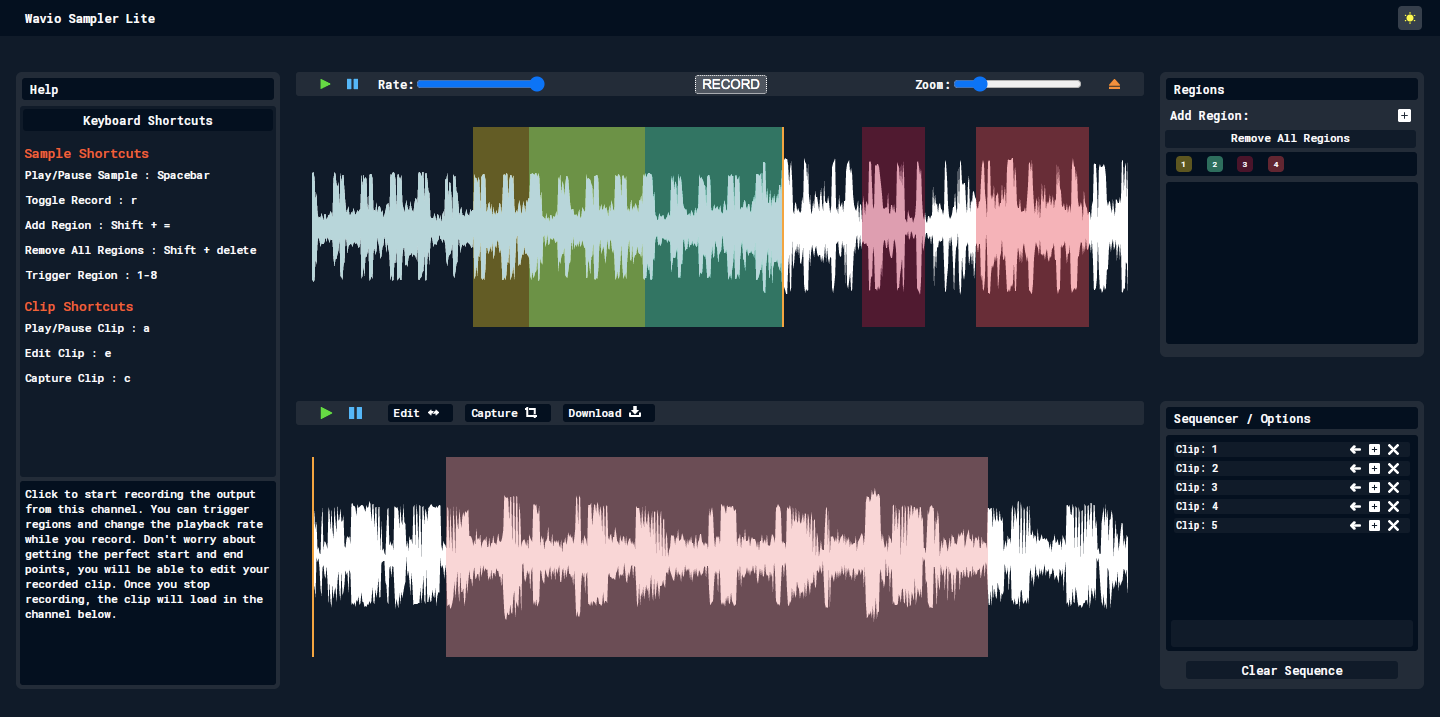 Wavio Sampler Lite
Help
Keyboard Shortcuts
Sample Shortcuts
Play/Pause Sample : Spacebar
Toggle Record : r
Add Region : Shift + =
Remove All Regions : Shift + delete
Trigger Region : 1-8
Clip Shortcuts
Play/Pause Clip : a
Edit Clip : e
Capture Clip : c
Click to start recording the output
from this channel. You can trigger
regions and change the playback rate
while you record. Don't worry about
getting the perfect start and end
points, you will be able to edit your
recorded clip. Once you stop
recording, the clip will load in the
channel below.
Rate:
RECORD
Zoom:
Edit
Capture
Download
Regions
Add Region:
Remove All Regions
1 2 3 4
Sequencer / Options
Clip: 1
Clip: 2
Clip: 3
Clip: 4
Clip: 5
Clear Sequence